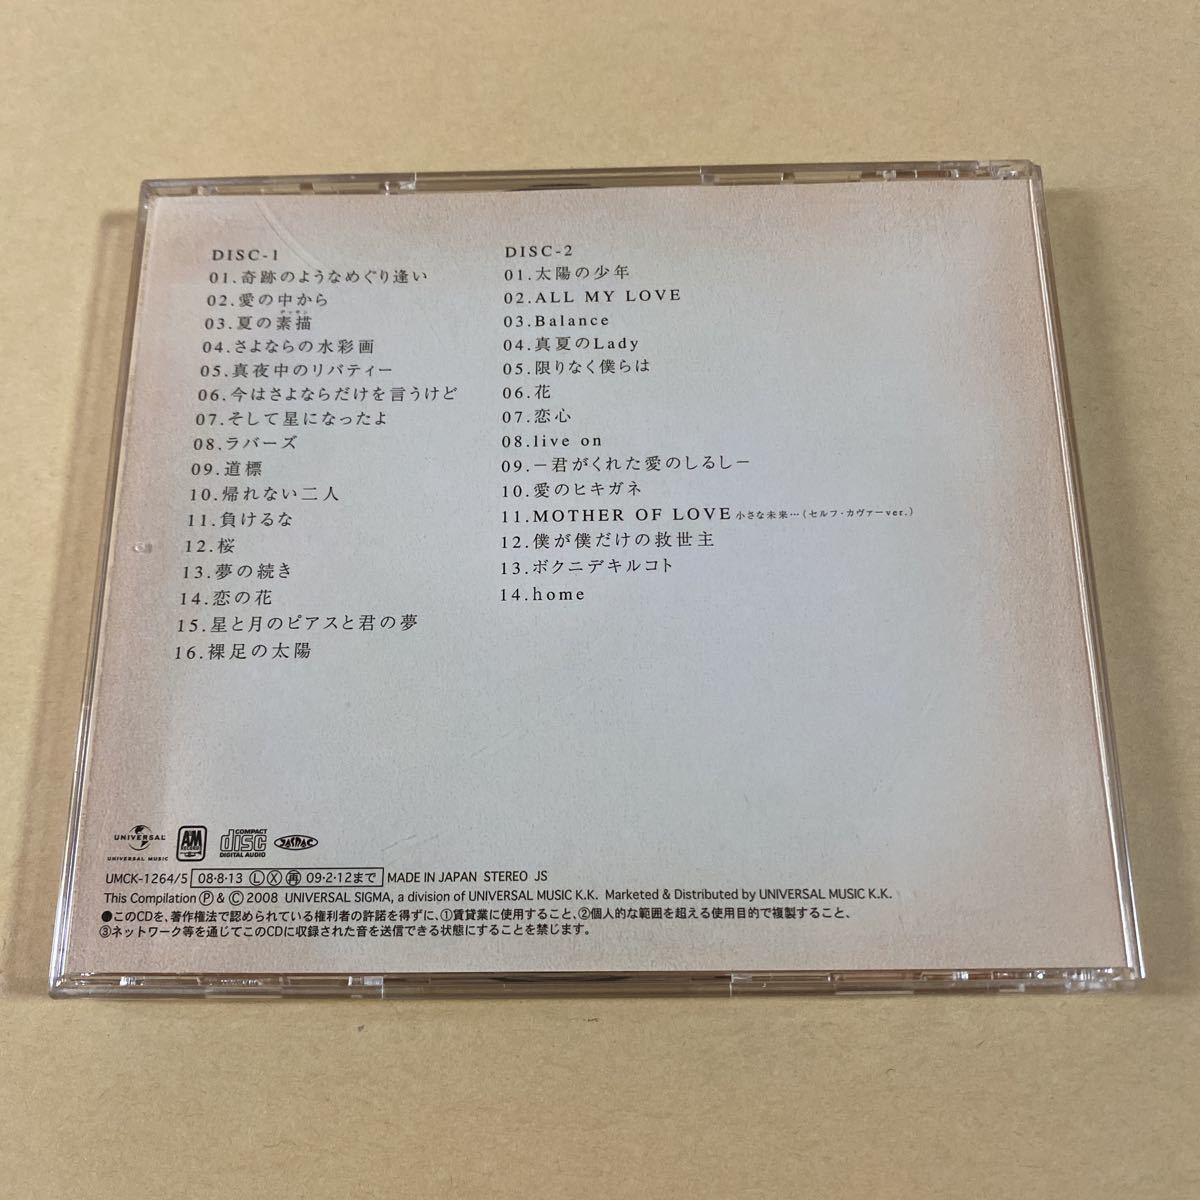 DISC-1
01.奇跡のようなめぐり逢い
02.愛の中から
デッサン
03.夏の素描
04.さよならの水彩画
05.真夜中のリバティー
06.今はさよならだけを言うけど
07.そして星になったよ
08.ラバーズ
09.道標
10.帰れない二人
11.負けるな
12.桜
13.夢の続き
14.恋の花
15.星と月のピアスと君の夢
16.裸足の太陽
DISC-2
01.太陽の少年
02.ALL MY LOVE
03.Balance
04.真夏のLady
05.限りなく僕らは
06.花
07.恋心
08.live on
09.－君がくれた愛のしるし－
10.愛のヒキガネ
11.MOTHER OF LOVE 小さな未来…(セルフ・カヴァーver.)
12.僕が僕だけの救世主
13.ボクニデキルコト
14.home
UNIVERSAL
UNIVERSAL MUSIC
A&M RECORDS
COMPACT disc DIGITAL AUDIO
JASRAC
UMCK-1264/5 08・8・13 Ⓛ Ⓧ ㊢ 09・2・12まで MADE IN JAPAN STEREO JS
This Compilation Ⓟ & © 2008 UNIVERSAL SIGMA, a division of UNIVERSAL MUSIC K.K. Marketed & Distributed by UNIVERSAL MUSIC K.K.
●このCDを、著作権法で認められている権利者の許諾を得ずに、①賃貸業に使用すること、②個人的な範囲を超える使用目的で複製すること、
③ネットワーク等を通じてこのCDに収録された音を送信できる状態にすることを禁じます。